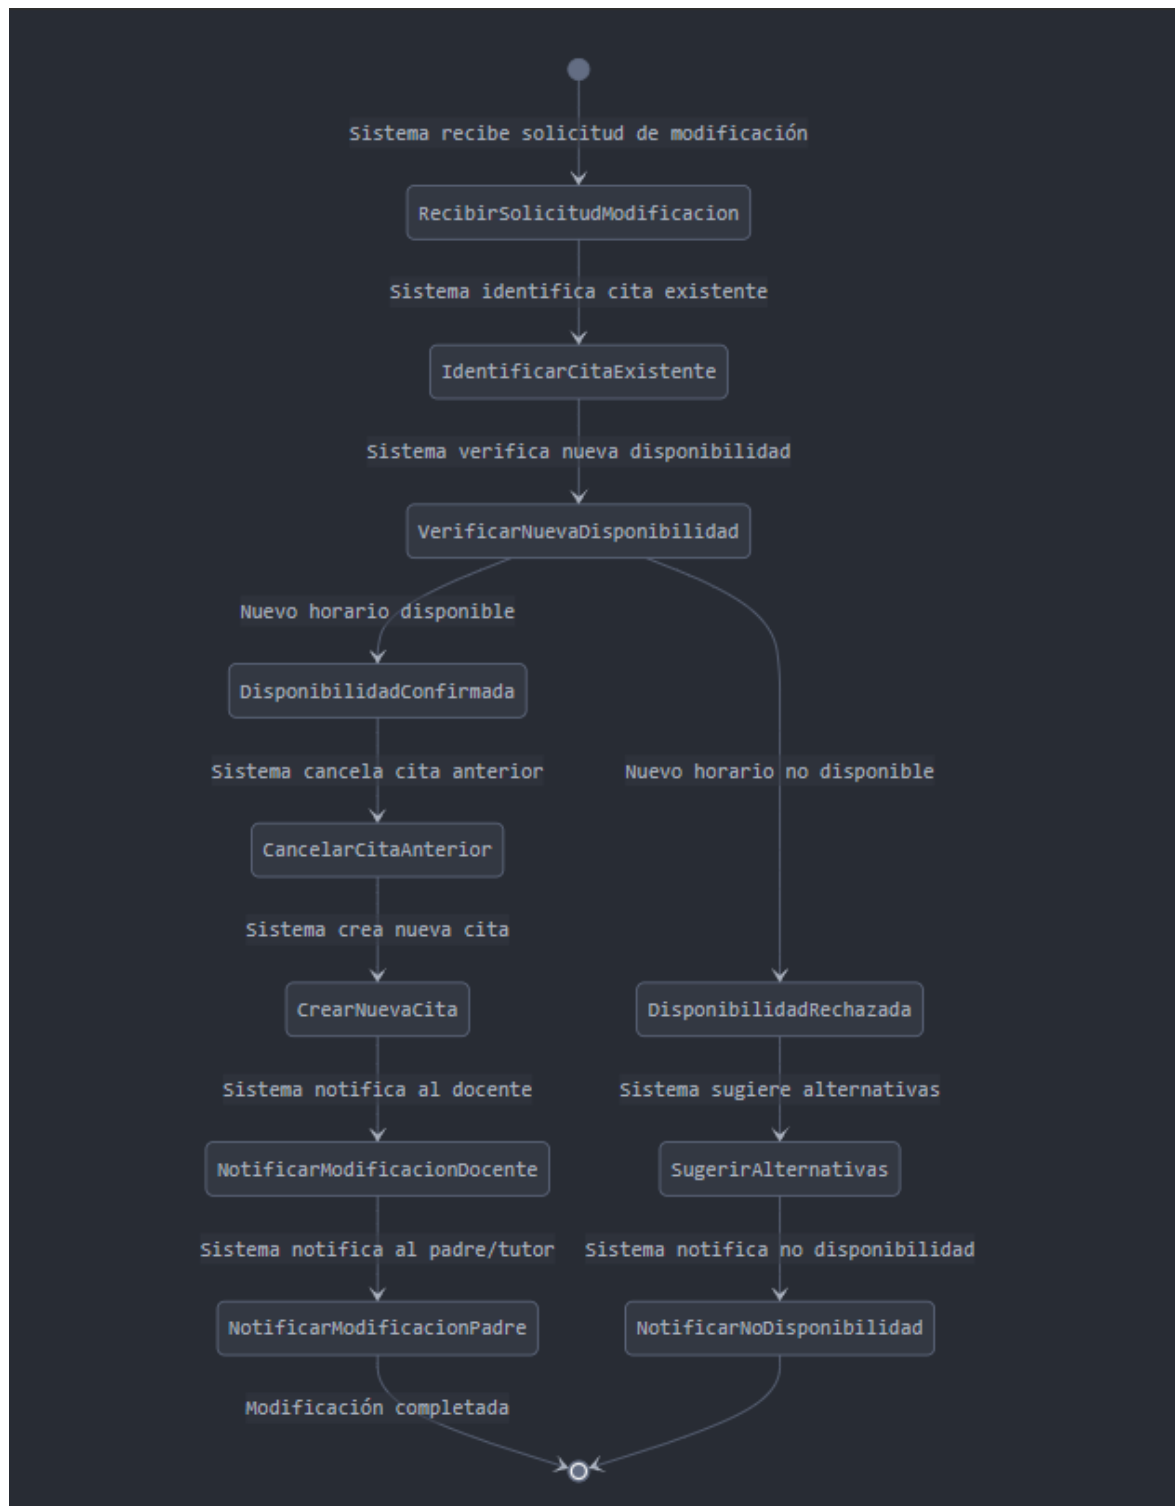 Sistema recibe solicitud de modificación
RecibirSolicitudModificacion
Sistema identifica cita existente
IdentificarCitaExistente
Sistema verifica nueva disponibilidad
VerificarNuevaDisponibilidad
Nuevo horario disponible
DisponibilidadConfirmada
Sistema cancela cita anterior
Nuevo horario no disponible
CancelarCitaAnterior
Sistema crea nueva cita
CrearNuevaCita
DisponibilidadRechazada
Sistema notifica al docente
Sistema sugiere alternativas
NotificarModificacionDocente
SugerirAlternativas
Sistema notifica al padre/tutor
Sistema notifica no disponibilidad
NotificarModificacionPadre
NotificarNoDisponibilidad
Modificación completada